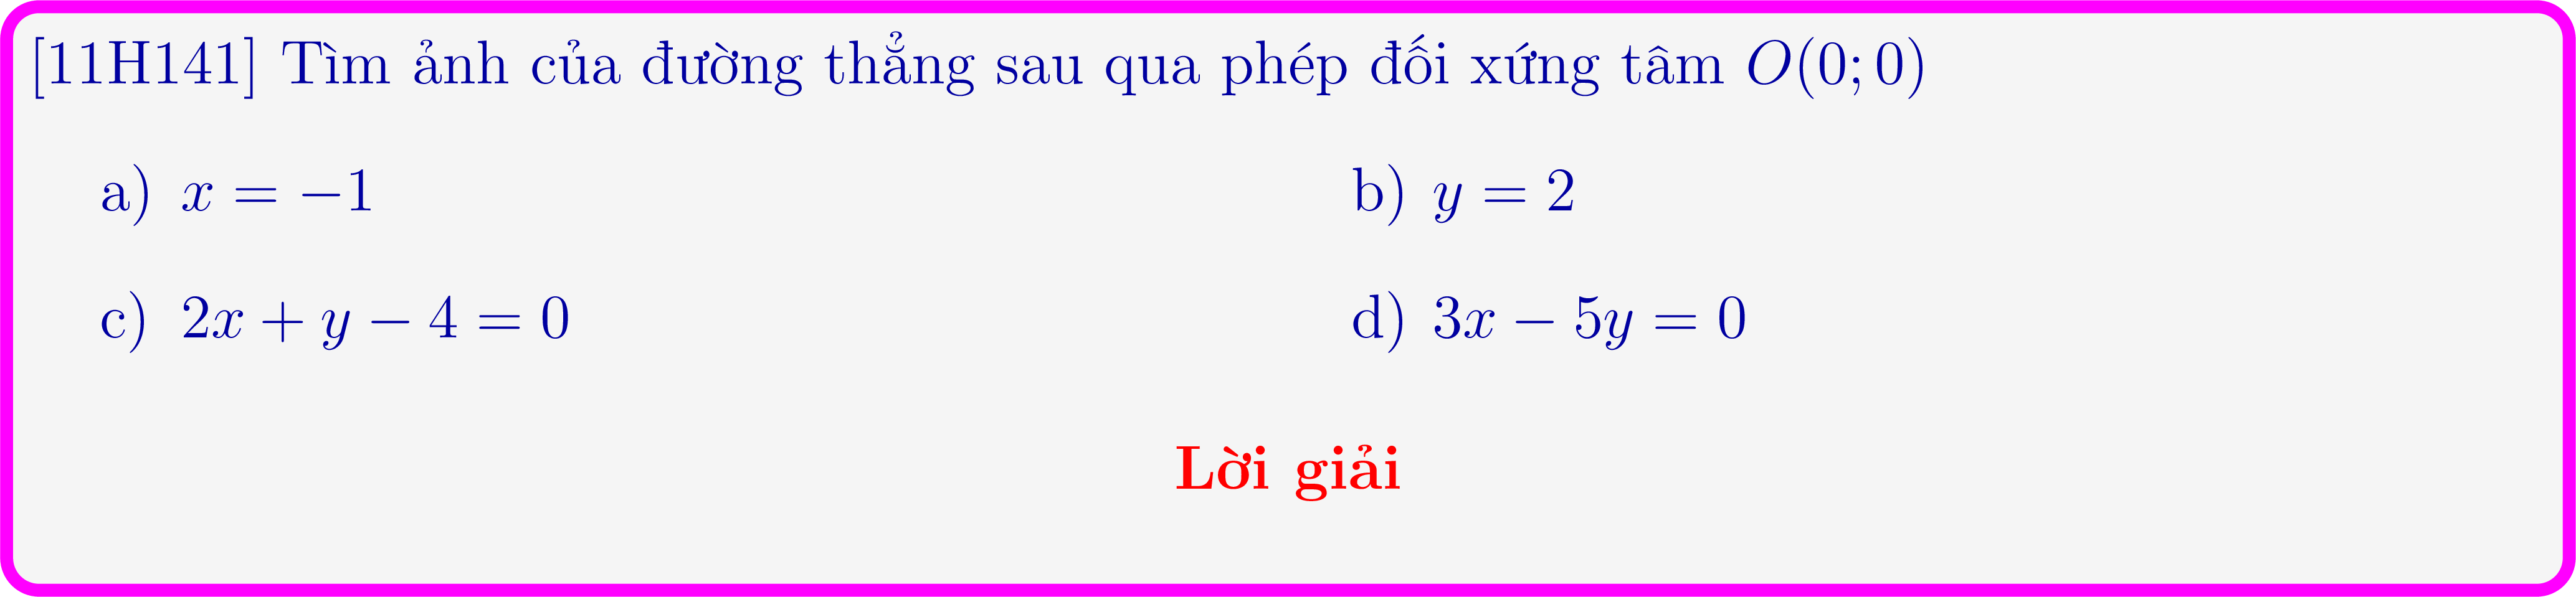 [11H141] Tìm ảnh của đường thẳng sau qua phép đối xứng tâm O(0; 0)
a) x = −1
b) y = 2
c) 2x + y − 4 = 0
d) 3x − 5y = 0
Lời giải